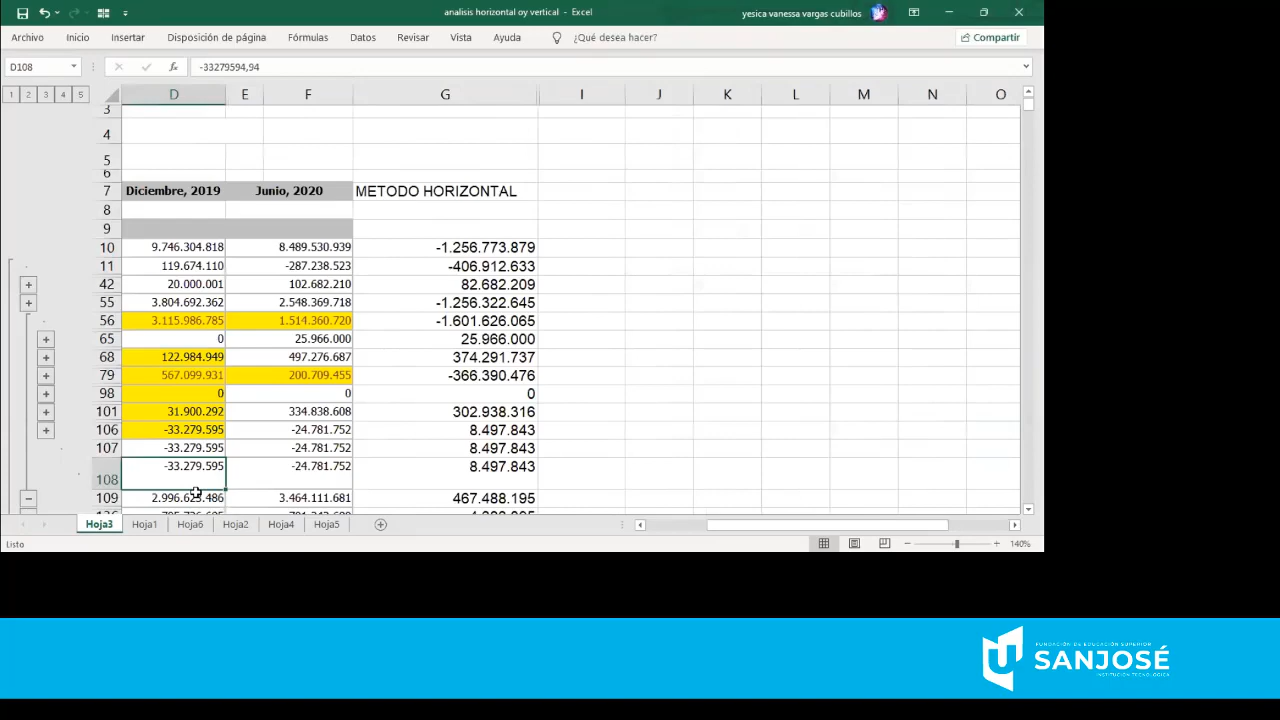 analisis horizontal oy vertical - Excel
yesica vanessa vargas cubillos
Archivo Inicio Insertar Disposición de página Fórmulas Datos Revisar Vista Ayuda ¿Qué desea hacer? Compartir
D108 fx -33279594,94
1 2 3 4 5 D E F G I J K L M N O
3
4
5
6
7 Diciembre, 2019 Junio, 2020 METODO HORIZONTAL
8
9
10 9.746.304.818 8.489.530.939 -1.256.773.879
11 119.674.110 -287.238.523 -406.912.633
42 20.000.001 102.682.210 82.682.209
55 3.804.692.362 2.548.369.718 -1.256.322.645
56 3.115.986.785 1.514.360.720 -1.601.626.065
65 0 25.966.000 25.966.000
68 122.984.949 497.276.687 374.291.737
79 567.099.931 200.709.455 -366.390.476
98 0 0 0
101 31.900.292 334.838.608 302.938.316
106 -33.279.595 -24.781.752 8.497.843
107 -33.279.595 -24.781.752 8.497.843
108 -33.279.595 -24.781.752 8.497.843
109 2.996.625.486 3.464.111.681 467.488.195
Hoja3 Hoja1 Hoja6 Hoja2 Hoja4 Hoja5
Listo 140%
FUNDACIÓN DE EDUCACIÓN SUPERIOR
SANJOSÉ
INSTITUCIÓN TECNOLÓGICA